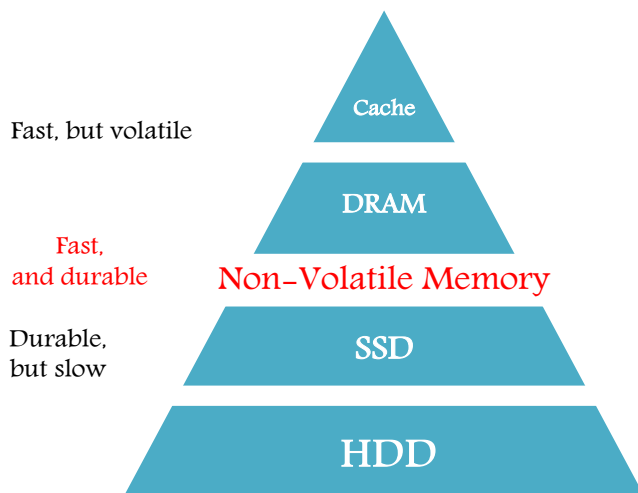 Cache
Fast, but volatile
DRAM
Fast,
and durable
Non-Volatile Memory
Durable,
but slow
SSD
HDD